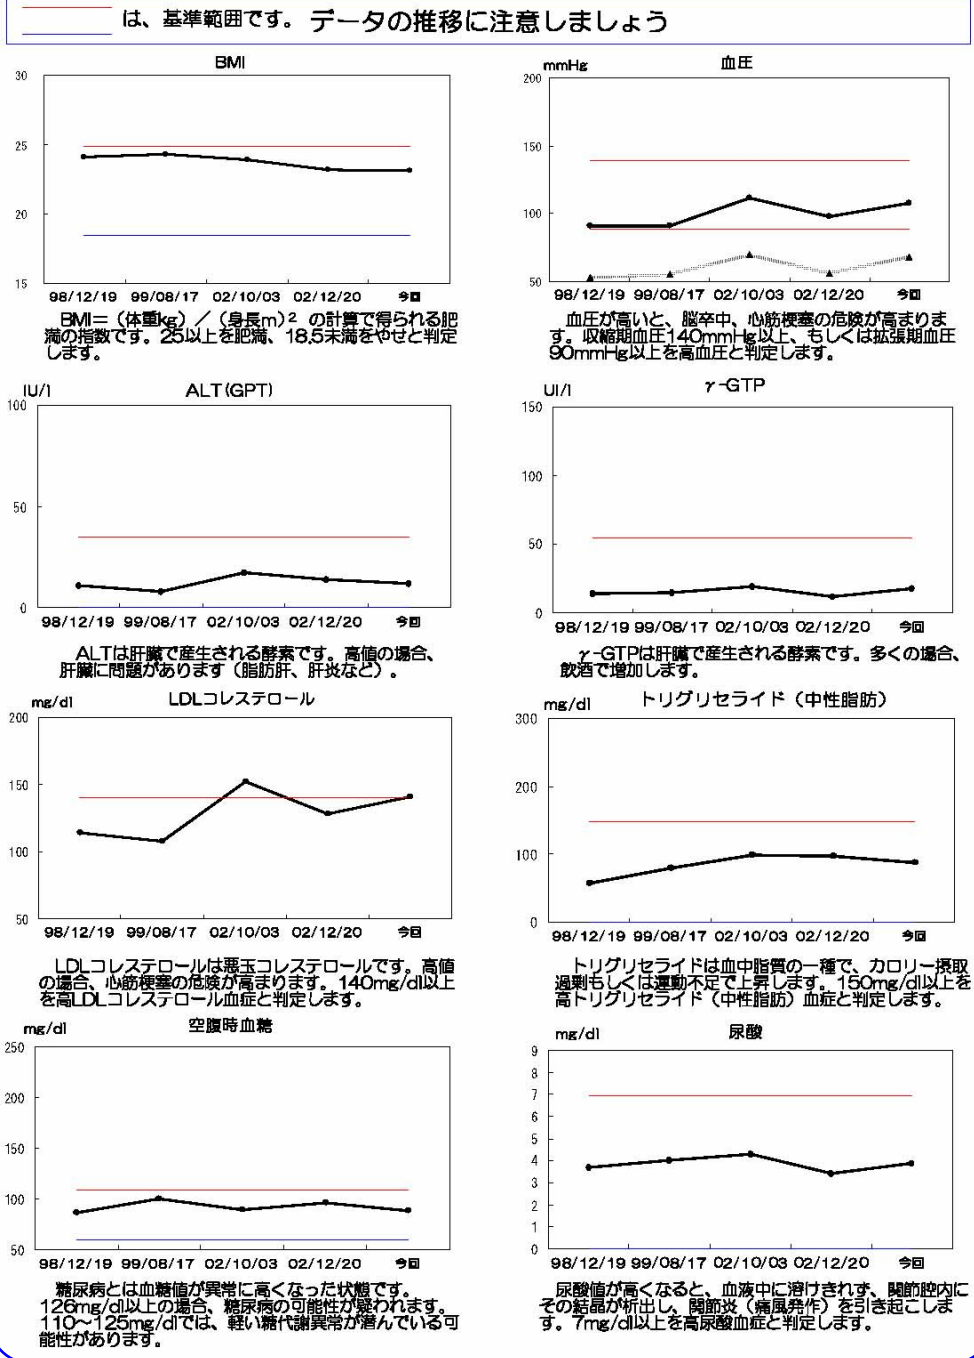 は、基準範囲です。 データの推移に注意しましょう
BMI
30
25
20
15
98/12/19 99/08/17 02/10/03 02/12/20 今回
BMI=（体重kg）／（身長m）2 の計算で得られる肥
満の指数です。25以上を肥満、18.5未満をやせと判定
します。
mmHg 血圧
200
150
100
50
98/12/19 99/08/17 02/10/03 02/12/20 今回
血圧が高いと、脳卒中、心筋梗塞の危険が高まりま
す。収縮期血圧140mmHg以上、もしくは拡張期血圧
90mmHg以上を高血圧と判定します。
IU/l ALT(GPT)
100
50
0
98/12/19 99/08/17 02/10/03 02/12/20 今回
ALTは肝臓で産生される酵素です。高値の場合、
肝臓に問題があります（脂肪肝、肝炎など）。
UI/l γ-GTP
150
100
50
0
98/12/19 99/08/17 02/10/03 02/12/20 今回
γ-GTPは肝臓で産生される酵素です。多くの場合、
飲酒で増加します。
mg/dl LDLコレステロール
200
150
100
50
98/12/19 99/08/17 02/10/03 02/12/20 今回
LDLコレステロールは悪玉コレステロールです。高値
の場合、心筋梗塞の危険が高まります。140mg/dl以上
を高LDLコレステロール血症と判定します。
mg/dl トリグリセライド（中性脂肪）
300
200
100
0
98/12/19 99/08/17 02/10/03 02/12/20 今回
トリグリセライドは血中脂質の一種で、カロリー摂取
過剰もしくは運動不足で上昇します。150mg/dl以上を
高トリグリセライド（中性脂肪）血症と判定します。
mg/dl 空腹時血糖
250
200
150
100
50
98/12/19 99/08/17 02/10/03 02/12/20 今回
糖尿病とは血糖値が異常に高くなった状態です。
126mg/dl以上の場合、糖尿病の可能性が疑われます。
110～125mg/dlでは、軽い糖代謝異常が潜んでいる可
能性があります。
mg/dl 尿酸
9
8
7
6
5
4
3
2
1
0
98/12/19 99/08/17 02/10/03 02/12/20 今回
尿酸値が高くなると、血液中に溶けきれず、関節腔内に
その結晶が析出し、関節炎（痛風発作）を引き起こしま
す。7mg/dl以上を高尿酸血症と判定します。